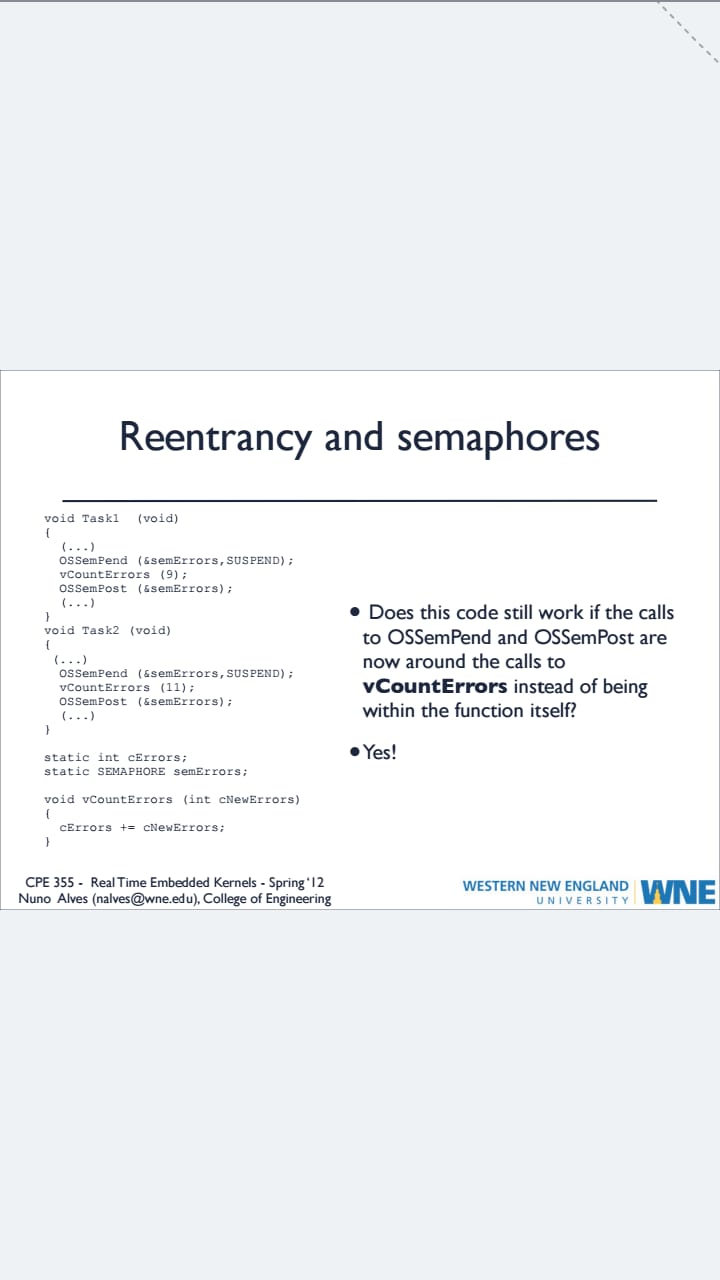 Reentrancy and semaphores
void Task1  (void)
{
  (...)
  OSSemPend (&semErrors,SUSPEND);
  vCountErrors (9);
  OSSemPost (&semErrors);
  (...)
}
void Task2 (void)
{
 (...)
  OSSemPend (&semErrors,SUSPEND);
  vCountErrors (11);
  OSSemPost (&semErrors);
  (...)
}
static int cErrors;
static SEMAPHORE semErrors;
void vCountErrors (int cNewErrors)
{
  cErrors += cNewErrors;
}
• Does this code still work if the calls
to OSSemPend and OSSemPost are
now around the calls to
vCountErrors instead of being
within the function itself?
• Yes!
CPE 355 - Real Time Embedded Kernels - Spring ‘12
Nuno Alves (nalves@wne.edu), College of Engineering
WESTERN NEW ENGLAND
UNIVERSITY
WNE